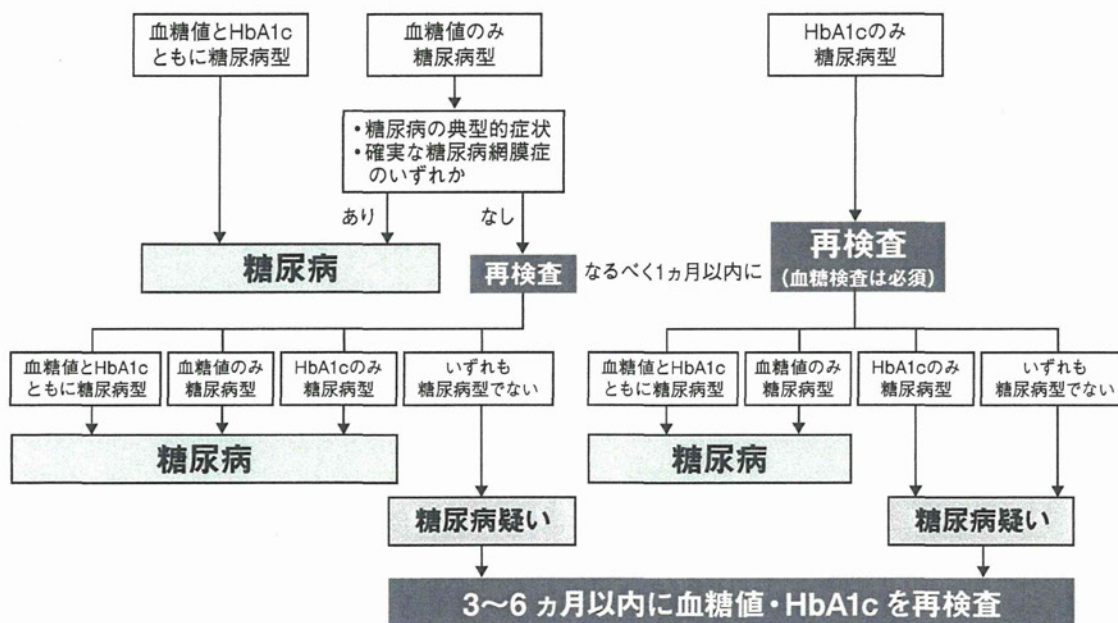 血糖値とHbA1c
ともに糖尿病型
血糖値のみ
糖尿病型
HbA1cのみ
糖尿病型
・糖尿病の典型的症状
・確実な糖尿病網膜症
のいずれか
あり
なし
糖尿病
再検査
なるべく1ヵ月以内に
再検査
(血糖検査は必須)
血糖値とHbA1c
ともに糖尿病型
血糖値のみ
糖尿病型
HbA1cのみ
糖尿病型
いずれも
糖尿病型でない
血糖値とHbA1c
ともに糖尿病型
血糖値のみ
糖尿病型
HbA1cのみ
糖尿病型
いずれも
糖尿病型でない
糖尿病
糖尿病
糖尿病疑い
糖尿病疑い
3〜6ヵ月以内に血糖値・HbA1cを再検査